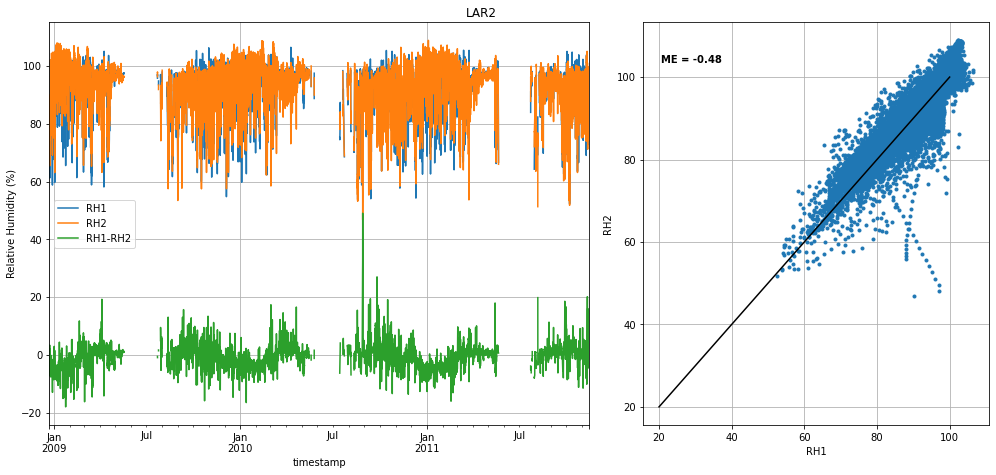 LAR2
Relative Humidity (%)
100
80
60
40
20
0
−20
RH1
RH2
RH1-RH2
Jan
2009
Jul
Jan
2010
Jul
Jan
2011
Jul
timestamp
ME = -0.48
RH2
100
80
60
40
20
20
40
60
80
100
RH1